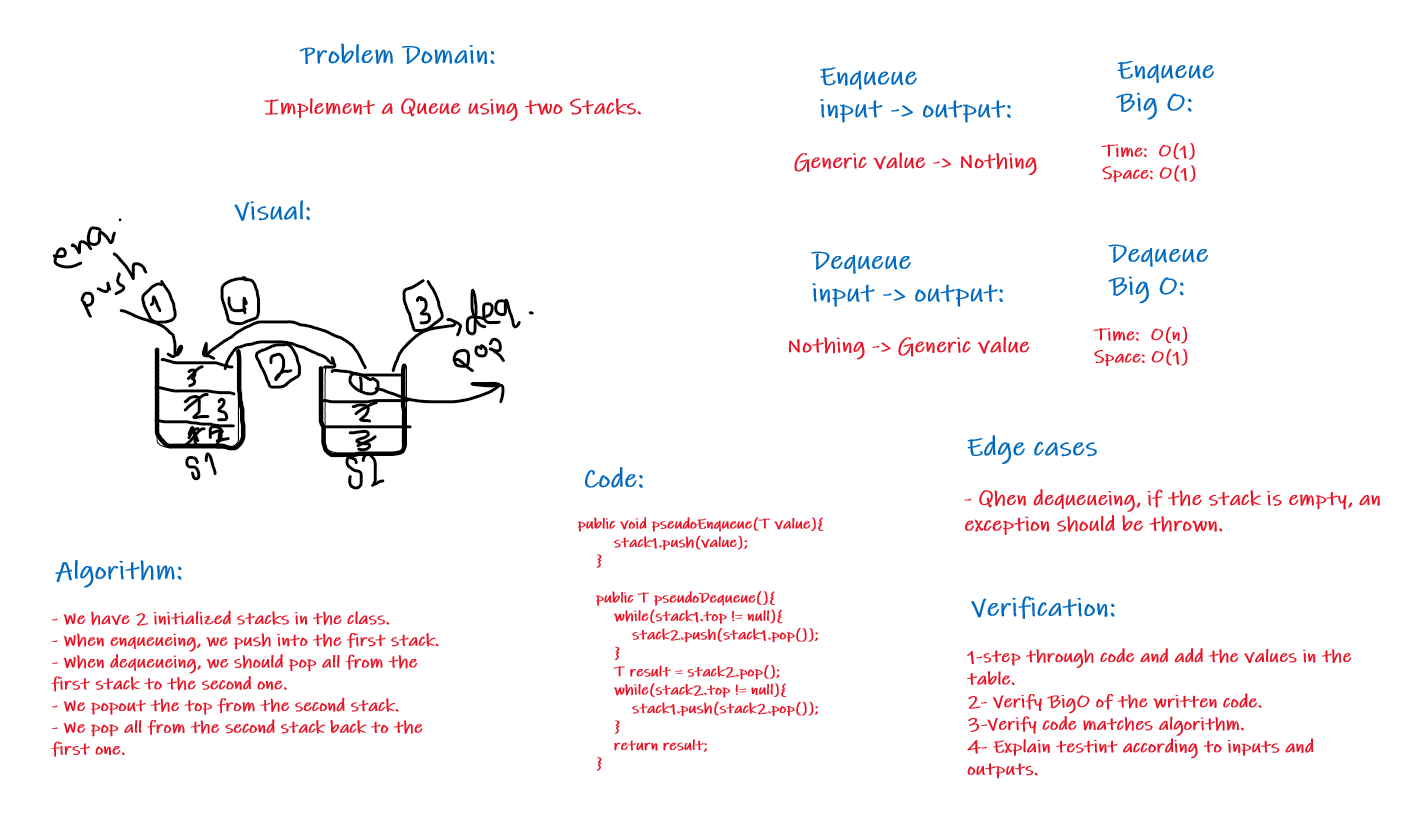 Problem Domain:
Implement a Queue using two Stacks.
Enqueue
input -> output:
Generic value -> Nothing
Enqueue
Big O:
Time: O(1)
Space: O(1)
Visual:
enq.
push
1
4
2
3
deq.
pop
3
2 3
2
S1
1
2
3
S2
Dequeue
input -> output:
Nothing -> Generic value
Dequeue
Big O:
Time: O(n)
Space: O(1)
Algorithm:
- We have 2 initialized stacks in the class.
- When enqueueing, we push into the first stack.
- When dequeueing, we should pop all from the
first stack to the second one.
- We popout the top from the second stack.
- We pop all from the second stack back to the
first one.
Code:
public void pseudoEnqueue(T value){
stack1.push(value);
}
public T pseudoDequeue(){
while(stack1.top != null){
stack2.push(stack1.pop());
}
T result = stack2.pop();
while(stack2.top != null){
stack1.push(stack2.pop());
}
return result;
}
Edge cases
- Qhen dequeueing, if the stack is empty, an
exception should be thrown.
Verification:
1-step through code and add the values in the
table.
2- Verify BigO of the written code.
3-Verify code matches algorithm.
4- Explain testint according to inputs and
outputs.